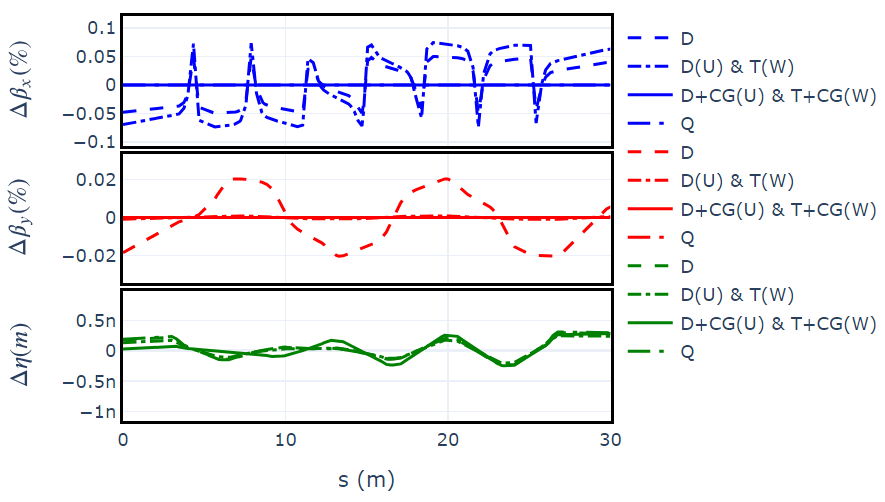 Δβx(%)
0.1
0.05
0
−0.05
−0.1
Δβy(%)
0.02
0
−0.02
Δη(m)
0.5n
0
−0.5n
−1n
0
10
20
30
s (m)
D
D(U) & T(W)
D+CG(U) & T+CG(W)
Q
D
D(U) & T(W)
D+CG(U) & T+CG(W)
Q
D
D(U) & T(W)
D+CG(U) & T+CG(W)
Q